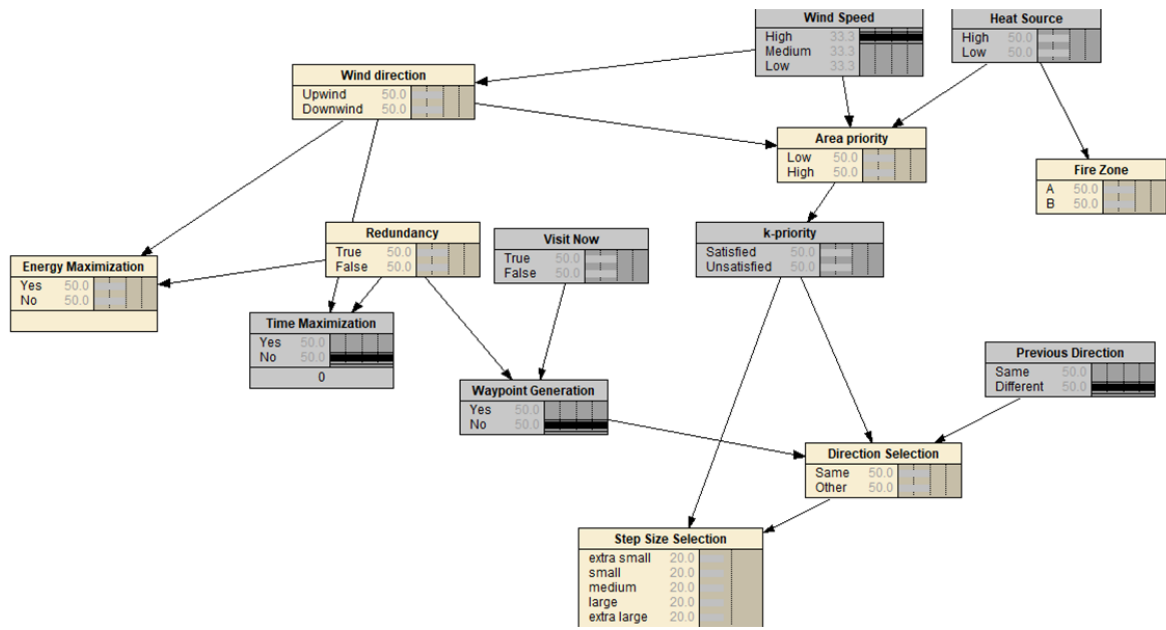 Wind Speed
High 33.3
Medium 33.3
Low 33.3
Heat Source
High 50.0
Low 50.0
Wind direction
Upwind 50.0
Downwind 50.0
Area priority
Low 50.0
High 50.0
Fire Zone
A 50.0
B 50.0
Redundancy
True 50.0
False 50.0
Visit Now
True 50.0
False 50.0
k-priority
Satisfied 50.0
Unsatisfied 50.0
Energy Maximization
Yes 50.0
No 50.0
Time Maximization
Yes 50.0
No 50.0
0
Previous Direction
Same 50.0
Different 50.0
Waypoint Generation
Yes 50.0
No 50.0
Direction Selection
Same 50.0
Other 50.0
Step Size Selection
extra small 20.0
small 20.0
medium 20.0
large 20.0
extra large 20.0